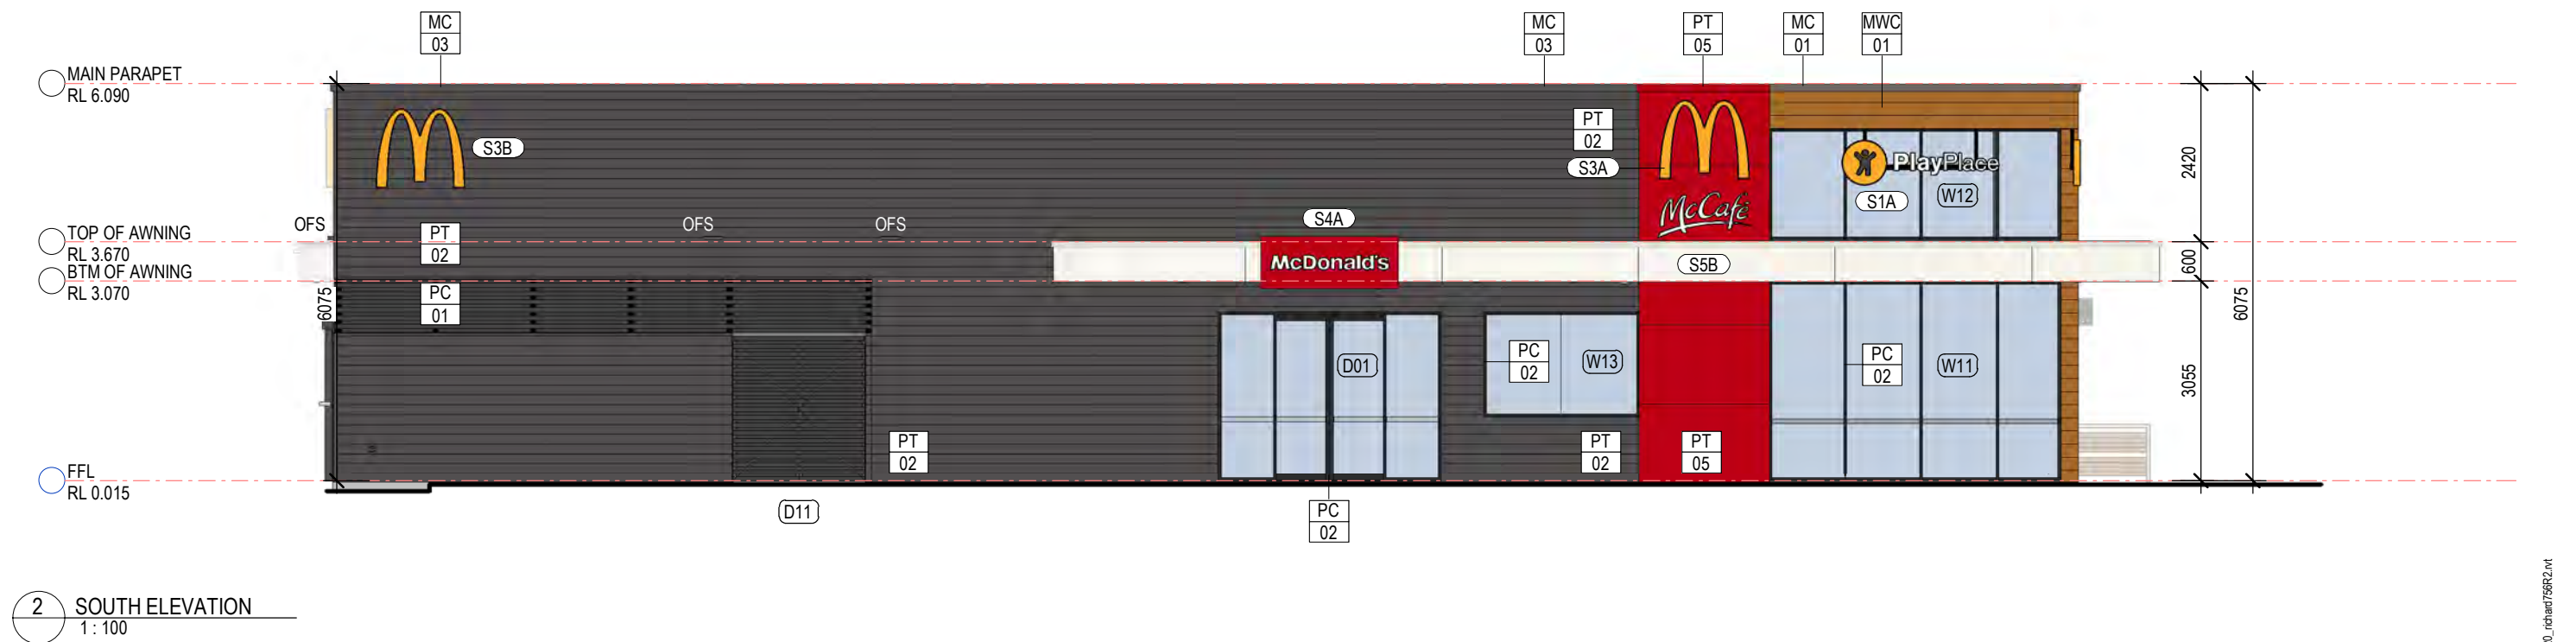 MC
03
MC
03
PT
05
MC
01
MWC
01
MAIN PARAPET
RL 6.090
S3B
PT
02
S3A
McCafé
PlayPlace
S1A
W12
2420
OFS
OFS
OFS
S4A
TOP OF AWNING
RL 3.670
PT
02
McDonald's
S5B
600
BTM OF AWNING
RL 3.070
PC
01
6075
6075
D01
PC
02
W13
PC
02
W11
3055
PT
02
PT
02
PT
05
FFL
RL 0.015
D11
PC
02
2
SOUTH ELEVATION
1 : 100
0_richard756R2.rvt